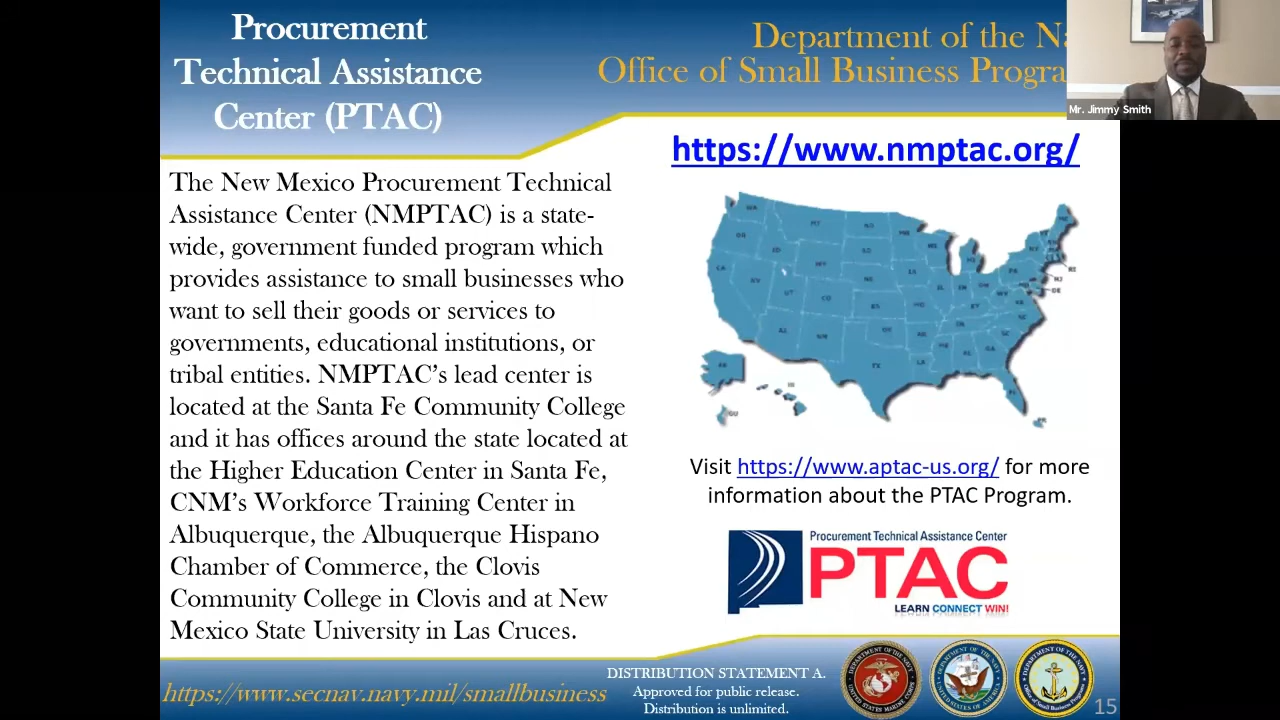 Procurement
Technical Assistance
Center (PTAC)
Department of the Na
Office of Small Business Progra
Mr. Jimmy Smith
https://www.nmptac.org/
The New Mexico Procurement Technical
Assistance Center (NMPTAC) is a state-
wide, government funded program which
provides assistance to small businesses who
want to sell their goods or services to
governments, educational institutions, or
tribal entities. NMPTAC's lead center is
located at the Santa Fe Community College
and it has offices around the state located at
the Higher Education Center in Santa Fe,
CNM's Workforce Training Center in
Albuquerque, the Albuquerque Hispano
Chamber of Commerce, the Clovis
Community College in Clovis and at New
Mexico State University in Las Cruces.
Visit https://www.aptac-us.org/ for more
information about the PTAC Program.
Procurement Technical Assistance Center
PTAC
LEARN CONNECT WIN!
https://www.secnav.navy.mil/smallbusiness
DISTRIBUTION STATEMENT A.
Approved for public release.
Distribution is unlimited.
15